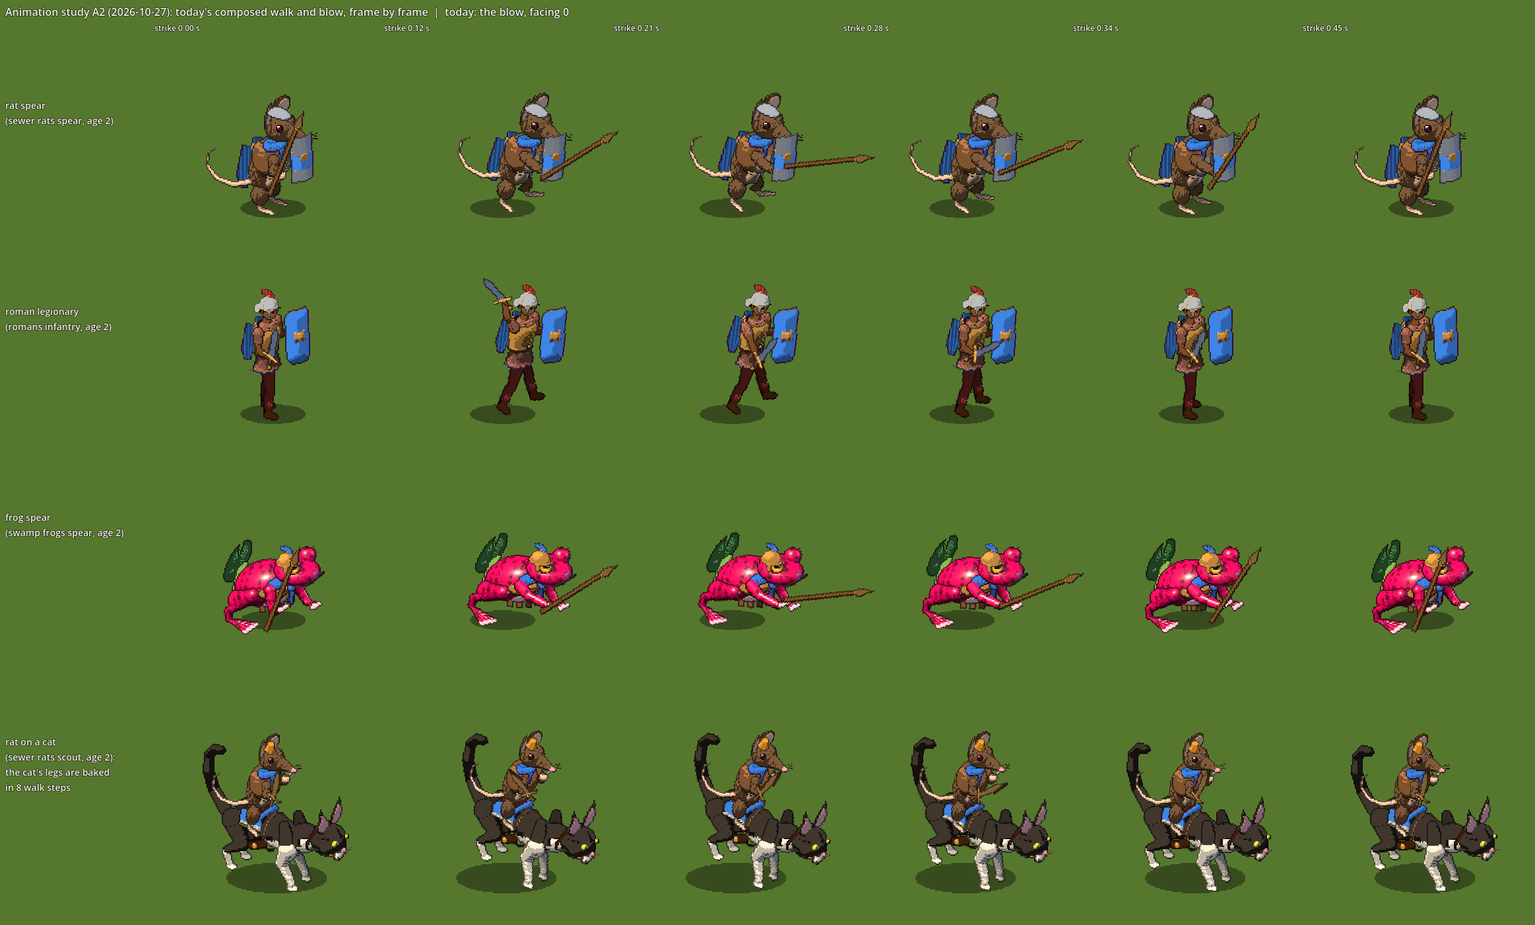 Animation study A2 (2026-10-27): today's composed walk and blow, frame by frame | today: the blow, facing 0
strike 0.00 s
strike 0.12 s
strike 0.21 s
strike 0.28 s
strike 0.34 s
strike 0.45 s
rat spear
(sewer rats spear, age 2)
roman legionary
(romans infantry, age 2)
frog spear
(swamp frogs spear, age 2)
rat on a cat
(sewer rats scout, age 2):
the cat's legs are baked
in 8 walk steps